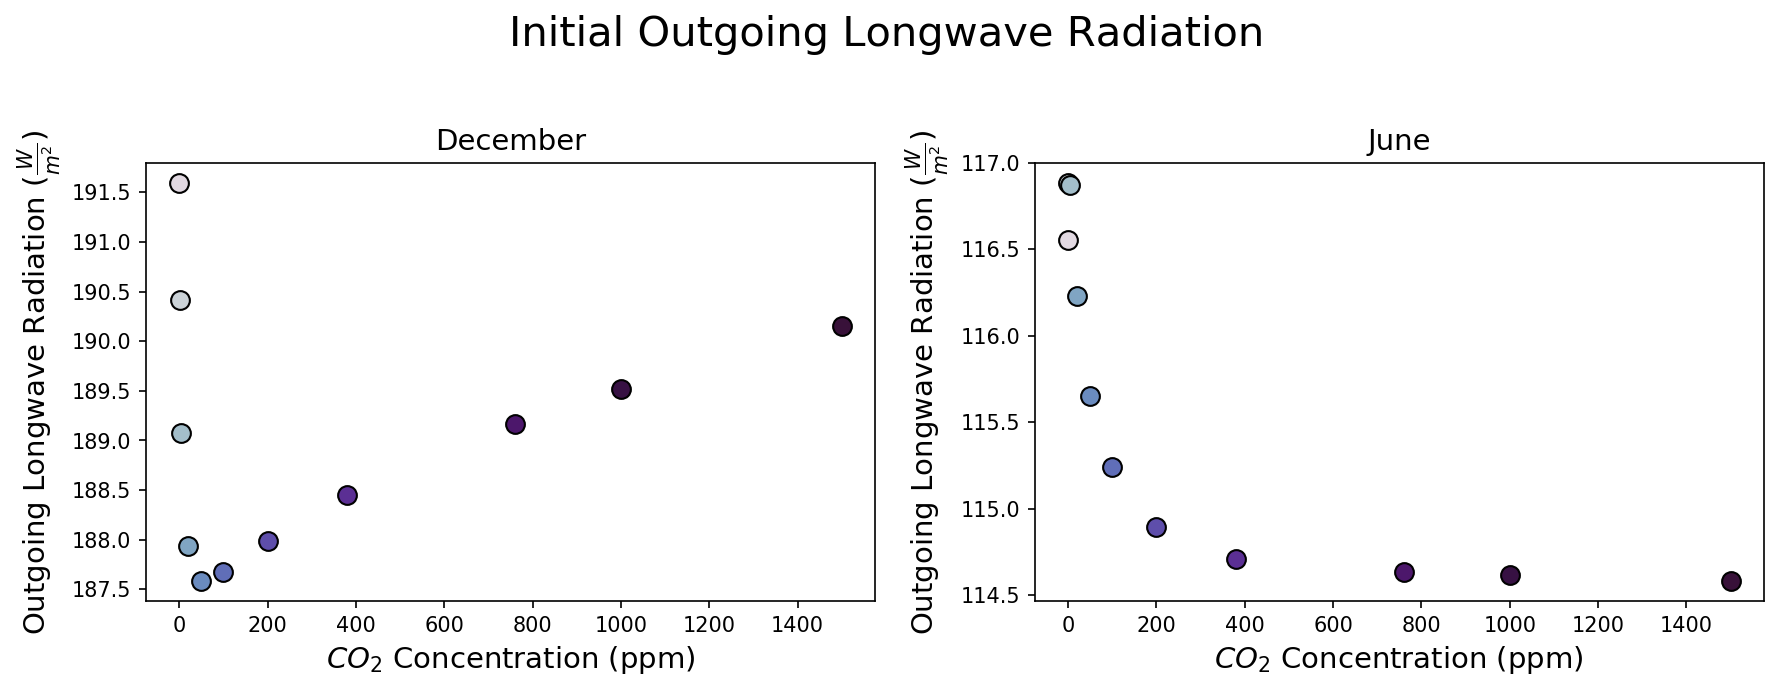 Initial Outgoing Longwave Radiation
December
Outgoing Longwave Radiation (W/m²)
191.5
191.0
190.5
190.0
189.5
189.0
188.5
188.0
187.5
0 200 400 600 800 1000 1200 1400
CO₂ Concentration (ppm)
June
Outgoing Longwave Radiation (W/m²)
117.0
116.5
116.0
115.5
115.0
114.5
0 200 400 600 800 1000 1200 1400
CO₂ Concentration (ppm)